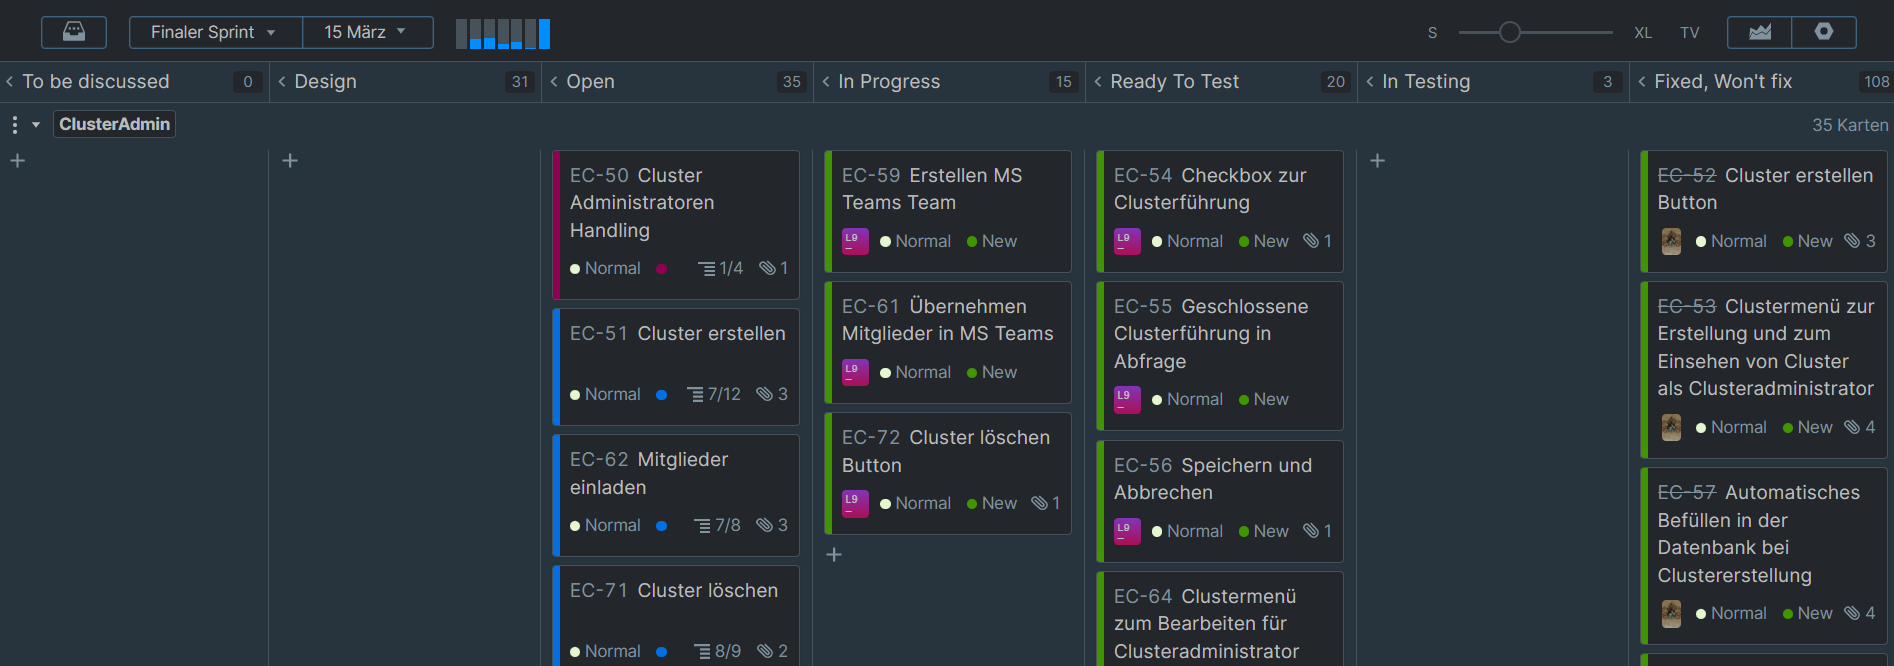 Finaler Sprint 15 März S XL TV
To be discussed 0 Design 31 Open 35 In Progress 15 Ready To Test 20 In Testing 3 Fixed, Won't fix 108
ClusterAdmin 35 Karten
EC-50 Cluster
Administratoren
Handling
Normal 1/4 1
EC-51 Cluster erstellen
Normal 7/12 3
EC-62 Mitglieder
einladen
Normal 7/8 3
EC-71 Cluster löschen
Normal 8/9 2
EC-59 Erstellen MS
Teams Team
L9 Normal New
EC-61 Übernehmen
Mitglieder in MS Teams
L9 Normal New
EC-72 Cluster löschen
Button
L9 Normal New 1
EC-54 Checkbox zur
Clusterführung
L9 Normal New 1
EC-55 Geschlossene
Clusterführung in
Abfrage
L9 Normal New
EC-56 Speichern und
Abbrechen
L9 Normal New 1
EC-64 Clustermenü
zum Bearbeiten für
Clusteradministrator
EC-52 Cluster erstellen
Button
Normal New 3
EC-53 Clustermenü zur
Erstellung und zum
Einsehen von Cluster
als Clusteradministrator
Normal New 4
EC-57 Automatisches
Befüllen in der
Datenbank bei
Clustererstellung
Normal New 4